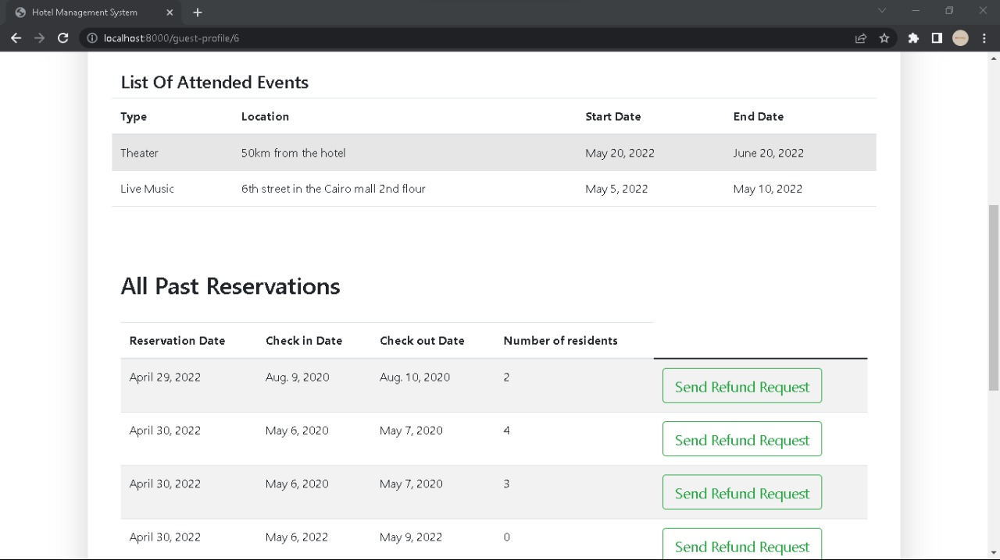 Hotel Management System
localhost:8000/guest-profile/6
List Of Attended Events
Type Location Start Date End Date
Theater 50km from the hotel May 20, 2022 June 20, 2022
Live Music 6th street in the Cairo mall 2nd flour May 5, 2022 May 10, 2022
All Past Reservations
Reservation Date Check in Date Check out Date Number of residents
April 29, 2022 Aug. 9, 2020 Aug. 10, 2020 2 Send Refund Request
April 30, 2022 May 6, 2020 May 7, 2020 4 Send Refund Request
April 30, 2022 May 6, 2020 May 7, 2020 3 Send Refund Request
April 30, 2022 May 6, 2022 May 9, 2022 0 Send Refund Request